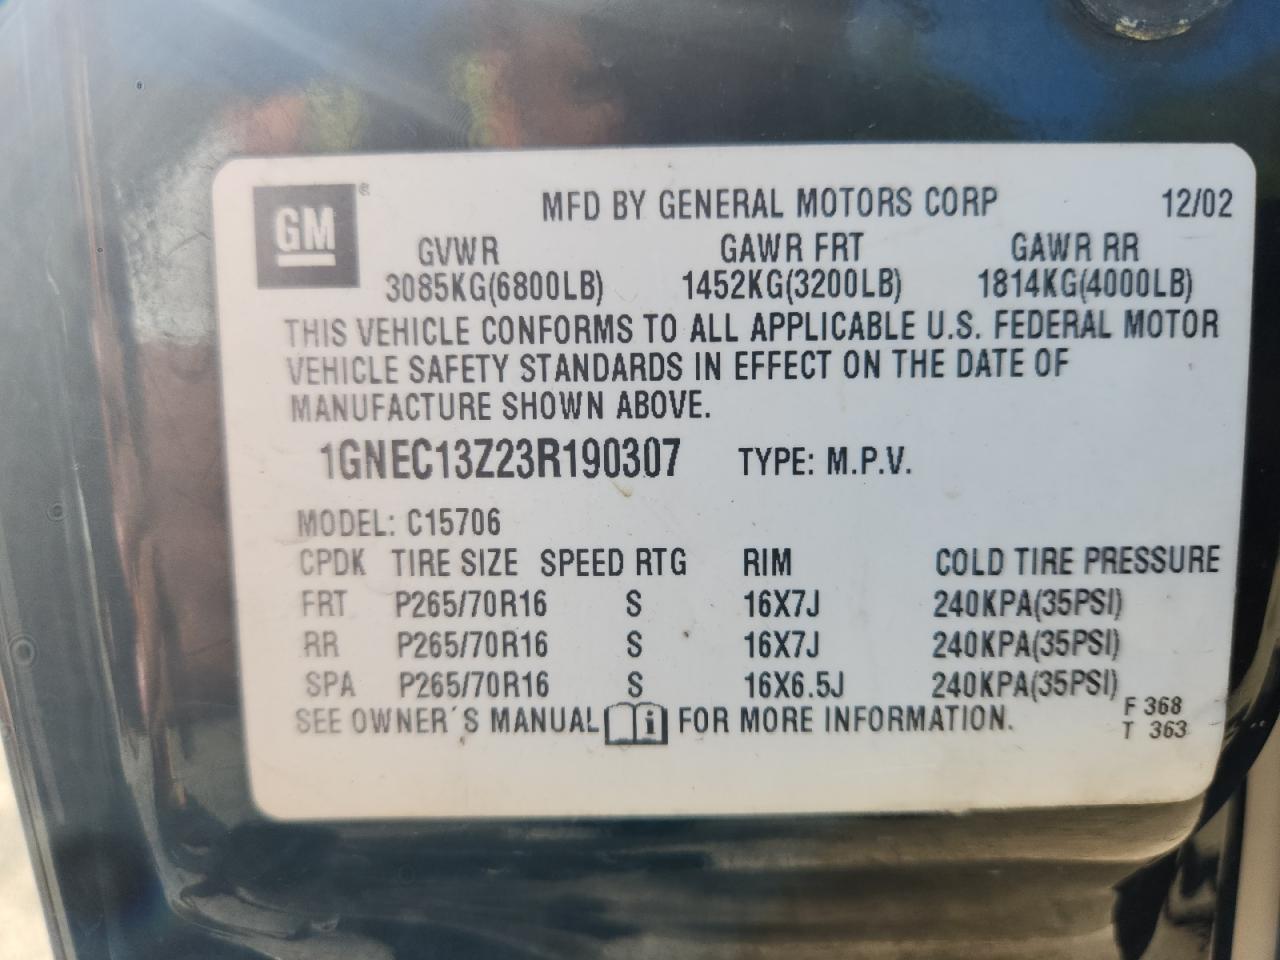 GM ®
MFD BY GENERAL MOTORS CORP 12/02
GVWR GAWR FRT GAWR RR
3085KG(6800LB) 1452KG(3200LB) 1814KG(4000LB)
THIS VEHICLE CONFORMS TO ALL APPLICABLE U.S. FEDERAL MOTOR
VEHICLE SAFETY STANDARDS IN EFFECT ON THE DATE OF
MANUFACTURE SHOWN ABOVE.
1GNEC13Z23R190307 TYPE: M.P.V.
MODEL: C15706
CPDK TIRE SIZE SPEED RTG RIM COLD TIRE PRESSURE
FRT P265/70R16 S 16X7J 240KPA(35PSI)
RR P265/70R16 S 16X7J 240KPA(35PSI)
SPA P265/70R16 S 16X6.5J 240KPA(35PSI)
SEE OWNER´S MANUAL i FOR MORE INFORMATION.
F 368
T 363